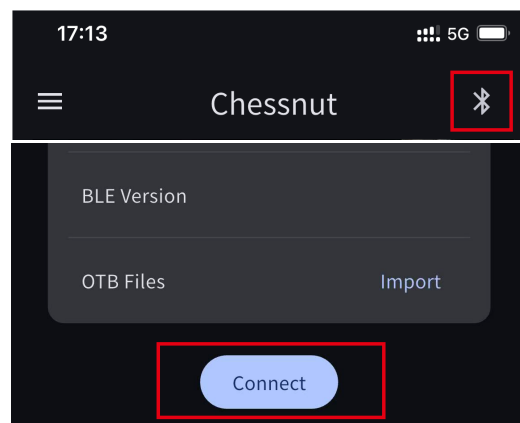 17:13 5G
Chessnut
BLE Version
OTB Files Import
Connect